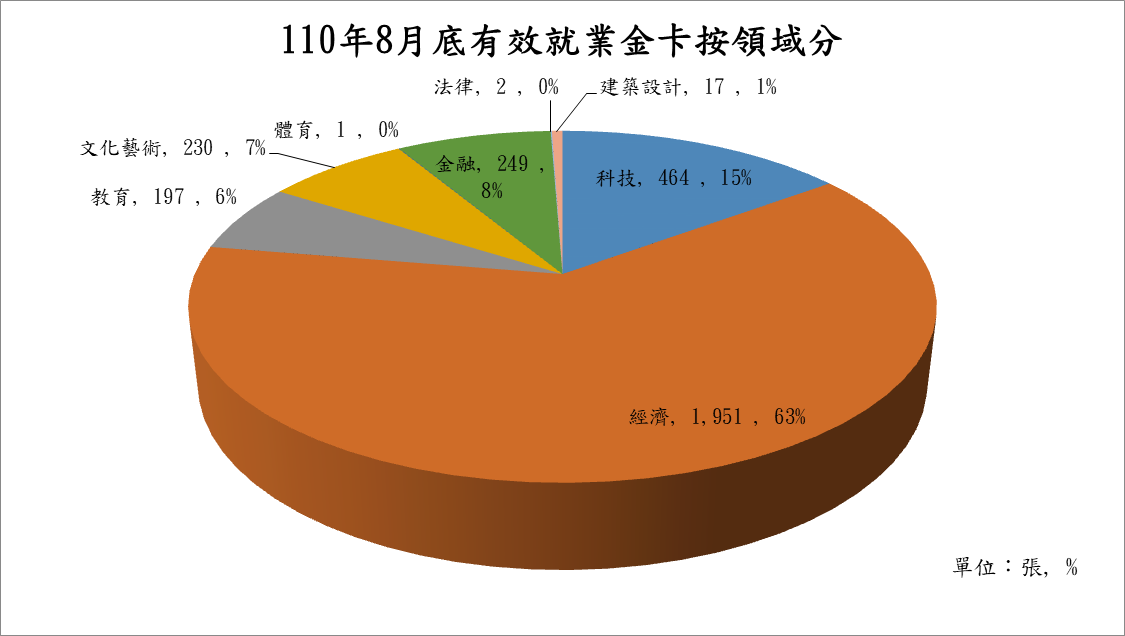 110年8月底有效就業金卡按領域分
法律, 2 , 0%
建築設計, 17 , 1%
體育, 1 , 0%
文化藝術, 230 , 7%
金融, 249 ,
8%
科技, 464 , 15%
教育, 197 , 6%
經濟, 1,951 , 63%
單位：張, %